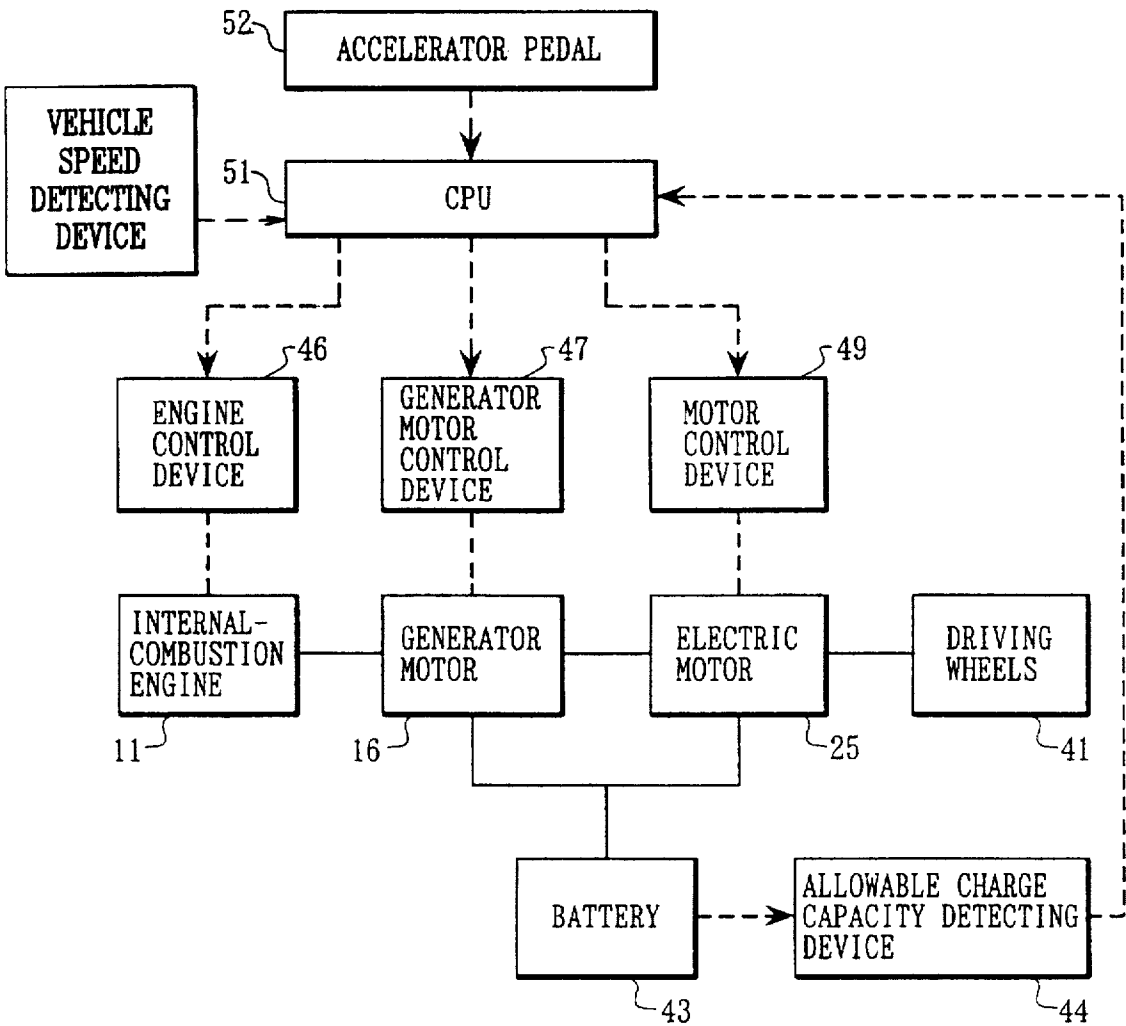 52
ACCELERATOR PEDAL
VEHICLE
SPEED
DETECTING
DEVICE
51
CPU
46
ENGINE
CONTROL
DEVICE
47
GENERATOR
MOTOR
CONTROL
DEVICE
49
MOTOR
CONTROL
DEVICE
INTERNAL-
COMBUSTION
ENGINE
11
GENERATOR
MOTOR
16
ELECTRIC
MOTOR
25
DRIVING
WHEELS
41
BATTERY
43
ALLOWABLE CHARGE
CAPACITY DETECTING
DEVICE
44